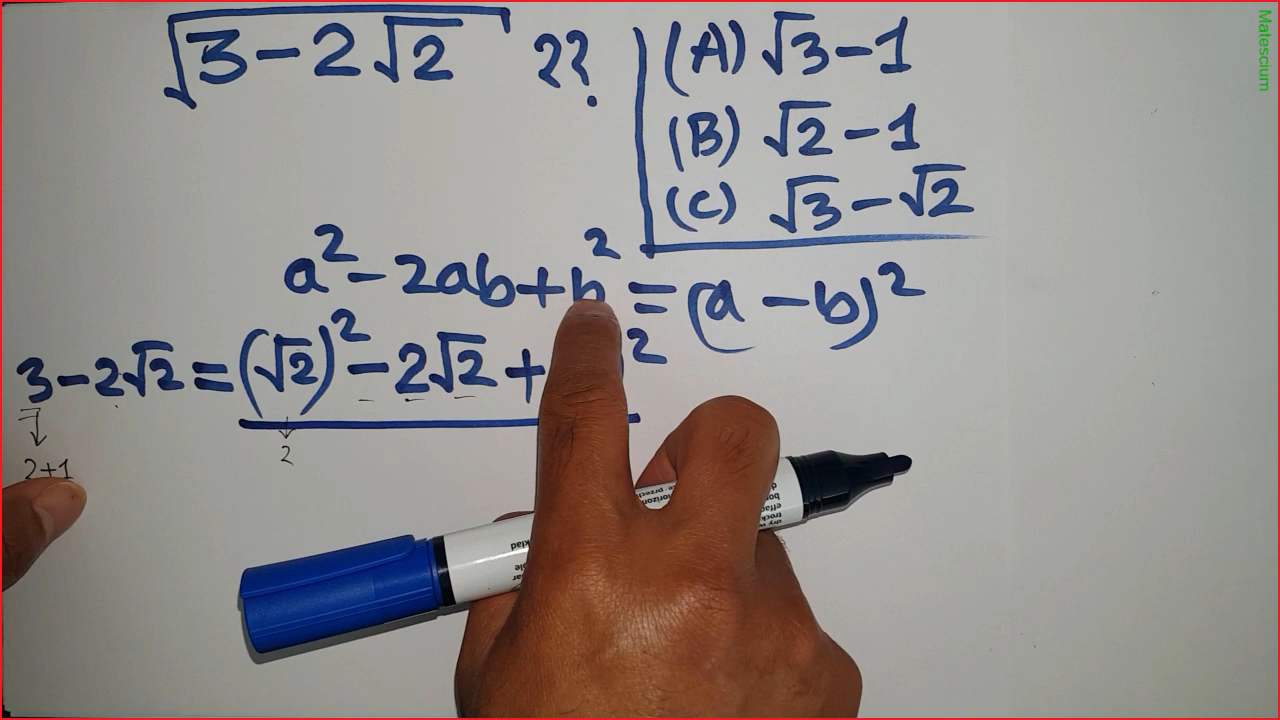 √3-2√2 ??
(A) √3-1
(B) √2-1
(C) √3-√2
a²-2ab+b²=(a-b)²
3-2√2=(√2)²-2√2+ )²
2+1
2
Matescium